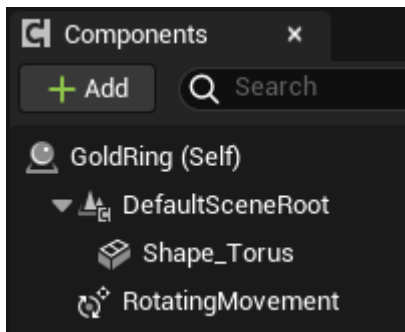 Components
+ Add
Search
GoldRing (Self)
DefaultSceneRoot
Shape_Torus
RotatingMovement